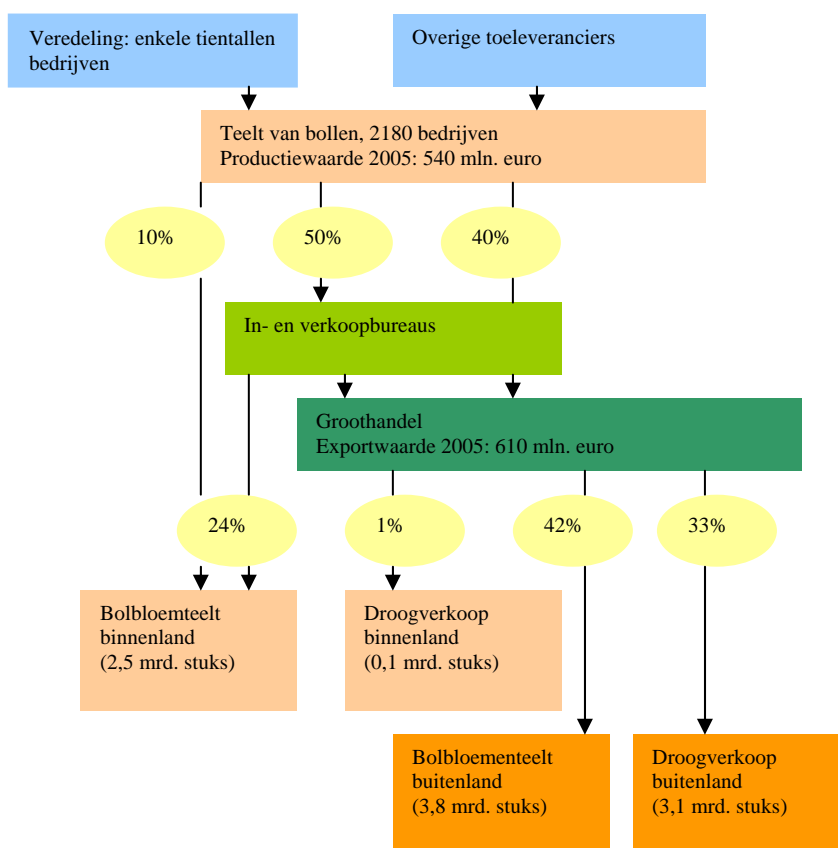 Veredeling: enkele tientallen
bedrijven
Overige toeleveranciers
Teelt van bollen, 2180 bedrijven
Productiewaarde 2005: 540 mln. euro
10%
50%
40%
In- en verkoopbureaus
Groothandel
Exportwaarde 2005: 610 mln. euro
24%
1%
42%
33%
Bolbloemteelt
binnenland
(2,5 mrd. stuks)
Droogverkoop
binnenland
(0,1 mrd. stuks)
Bolbloementeelt
buitenland
(3,8 mrd. stuks)
Droogverkoop
buitenland
(3,1 mrd. stuks)